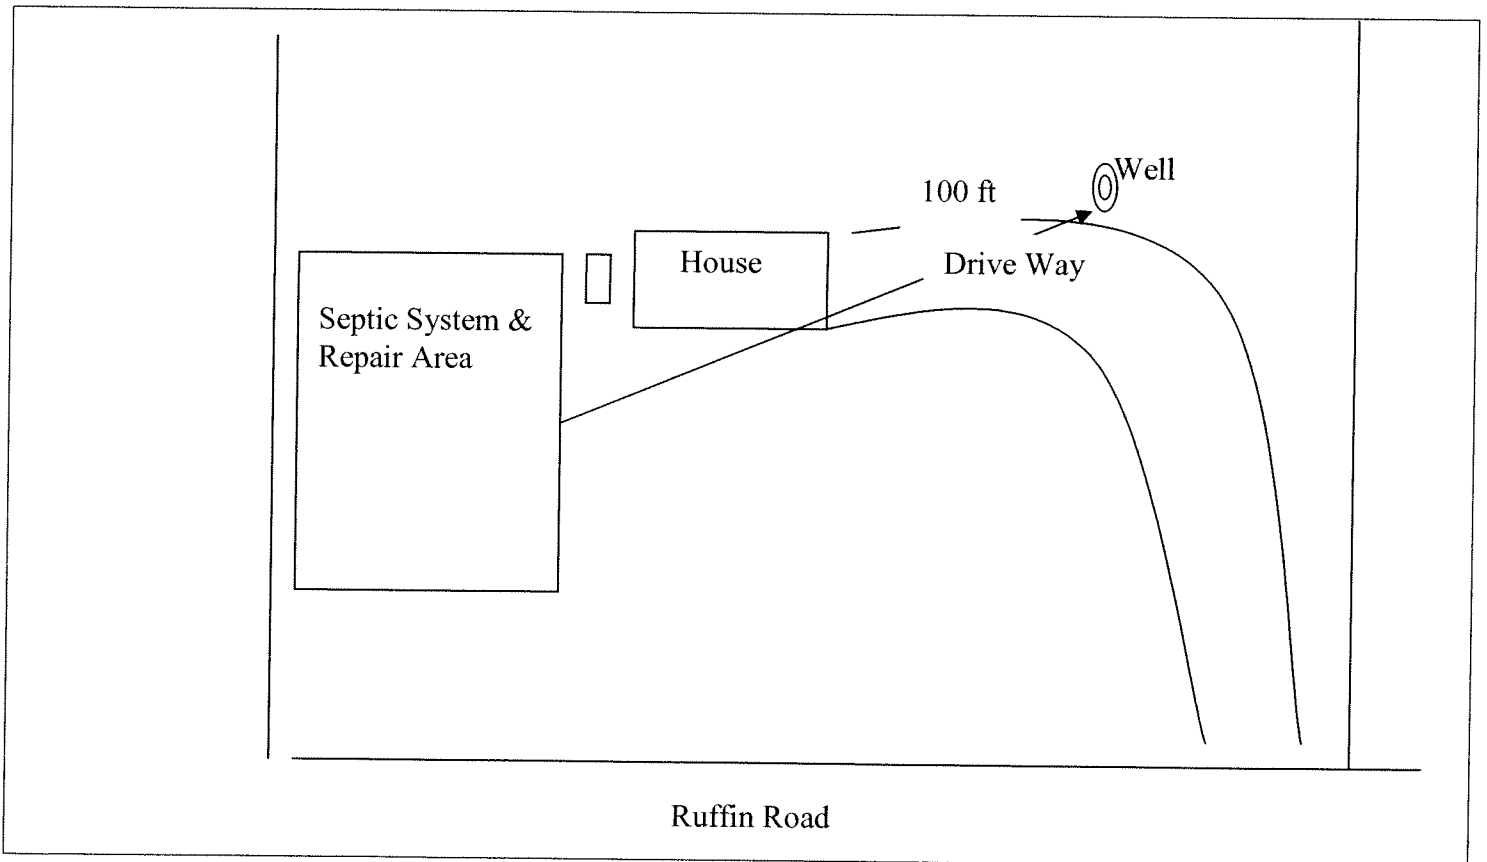 Well
100 ft
House
Drive Way
Septic System &
Repair Area
Ruffin Road